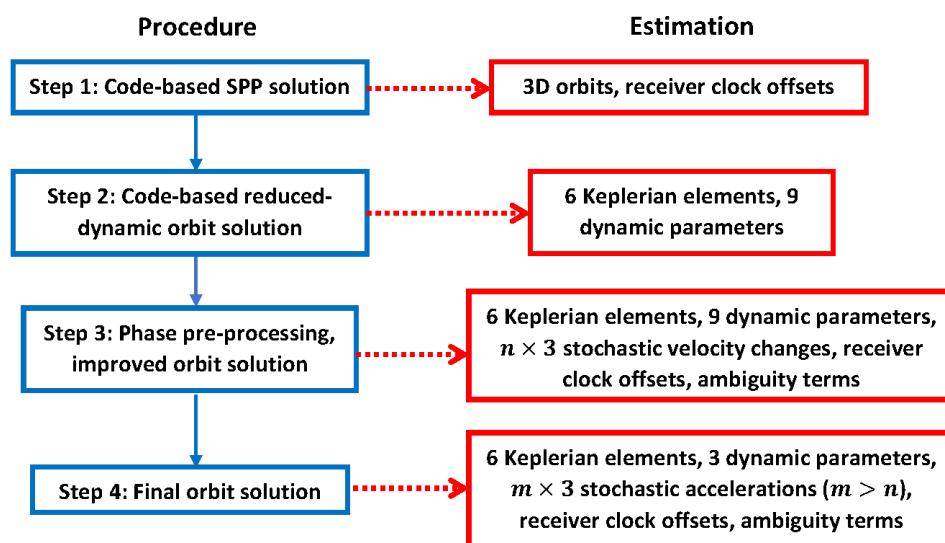 Procedure
Estimation
Step 1: Code-based SPP solution
3D orbits, receiver clock offsets
Step 2: Code-based reduced-
dynamic orbit solution
6 Keplerian elements, 9
dynamic parameters
Step 3: Phase pre-processing,
improved orbit solution
6 Keplerian elements, 9 dynamic parameters,
n × 3 stochastic velocity changes, receiver
clock offsets, ambiguity terms
Step 4: Final orbit solution
6 Keplerian elements, 3 dynamic parameters,
m × 3 stochastic accelerations (m > n),
receiver clock offsets, ambiguity terms